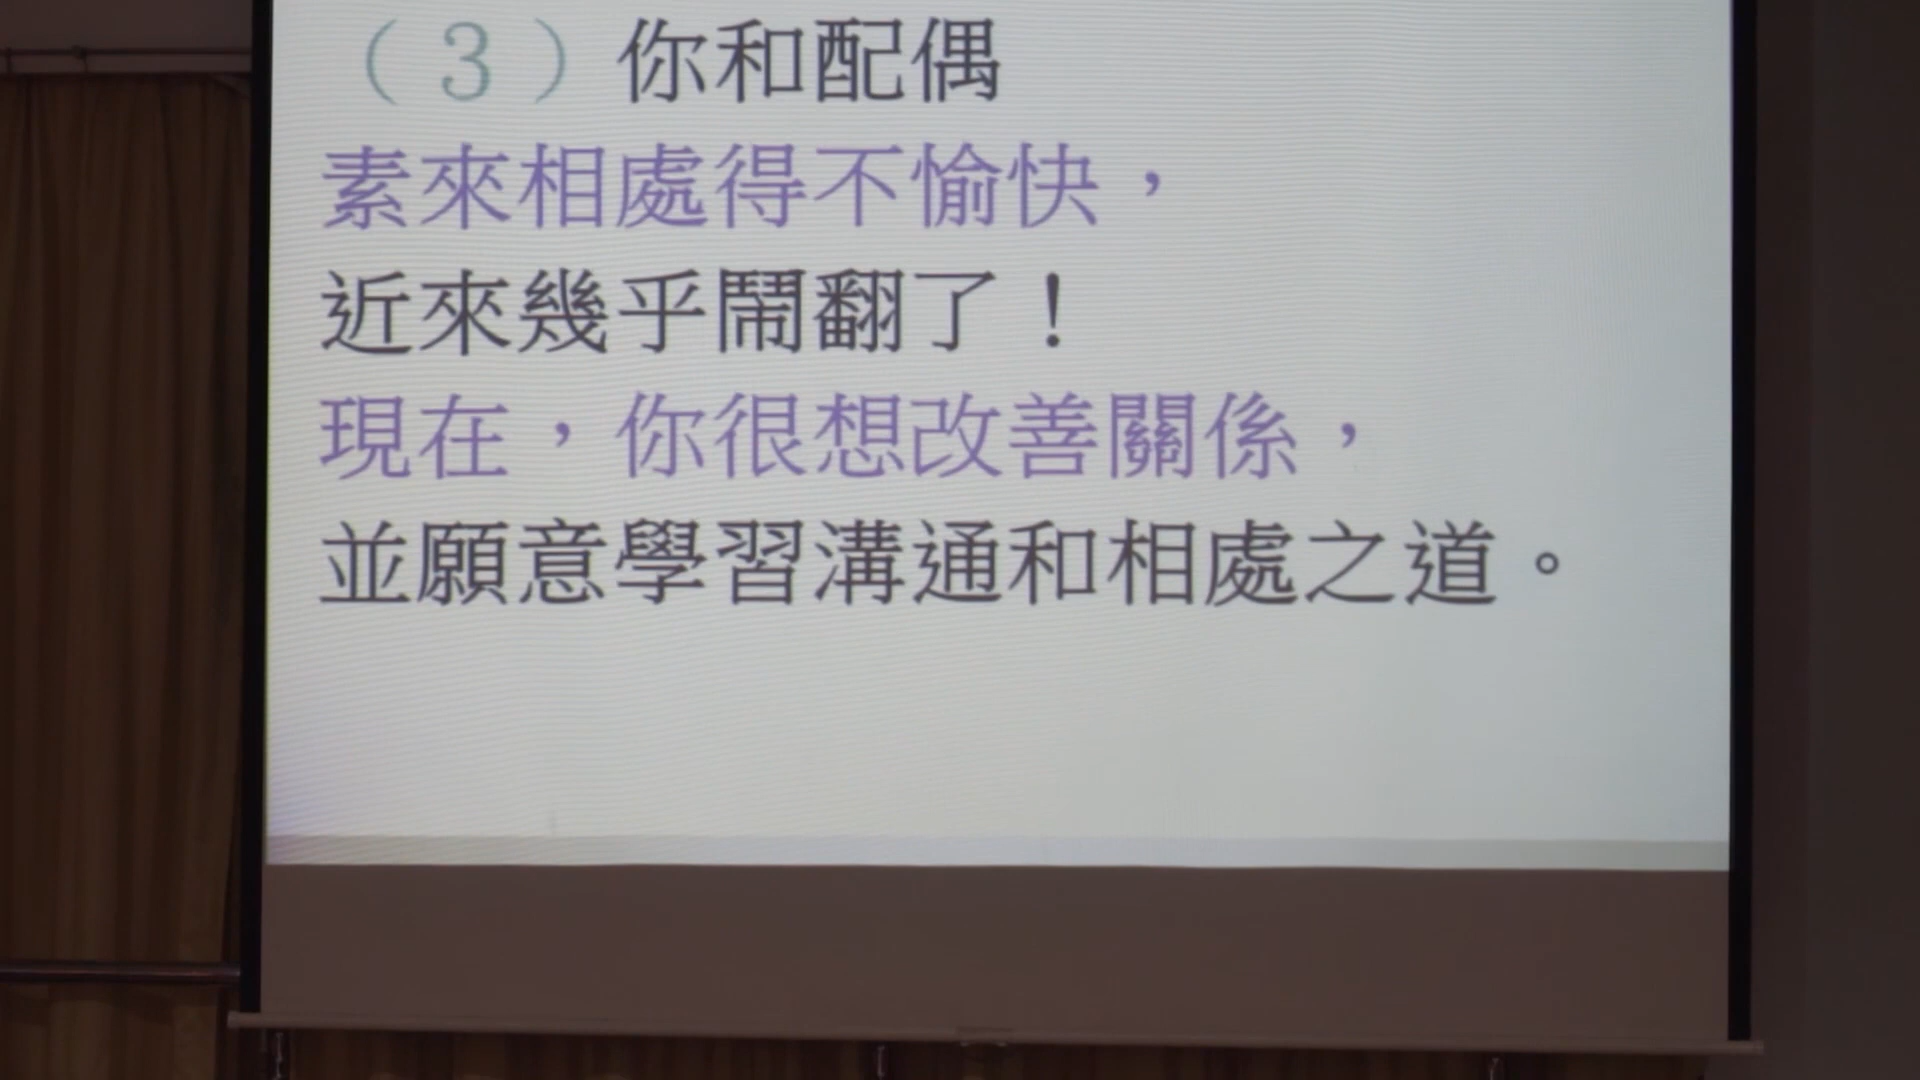 （3）你和配偶
素來相處得不愉快，
近來幾乎鬧翻了！
現在，你很想改善關係，
並願意學習溝通和相處之道。